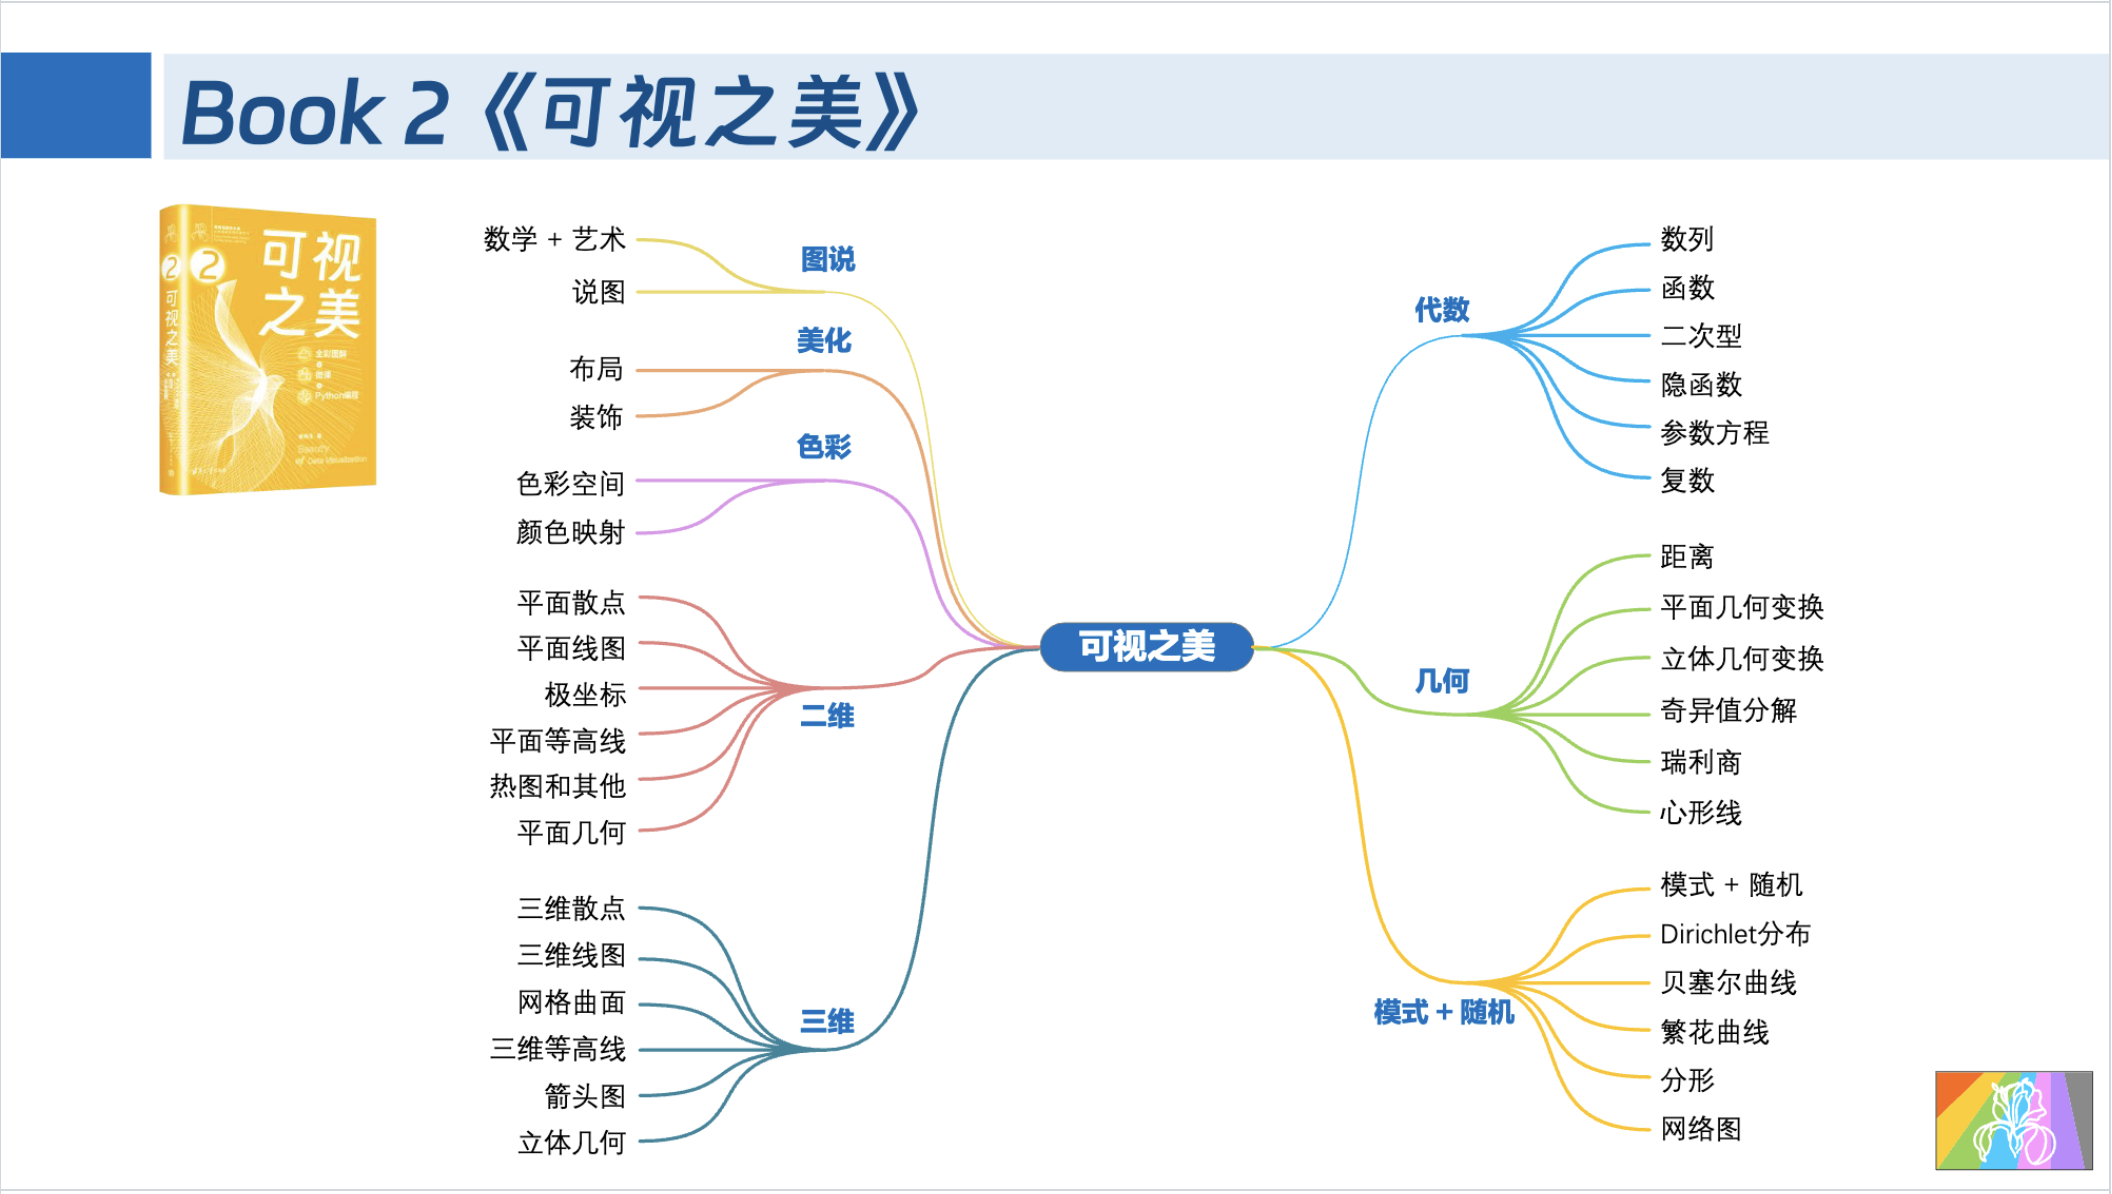 Book 2《可视之美》
2
可视之美
2
可视
之美
全彩图解
微课
Python编程
Beauty
of Data Visualization
图说
数学 + 艺术
说图
美化
布局
装饰
色彩
色彩空间
颜色映射
二维
平面散点
平面线图
极坐标
平面等高线
热图和其他
平面几何
三维
三维散点
三维线图
网格曲面
三维等高线
箭头图
立体几何
可视之美
代数
数列
函数
二次型
隐函数
参数方程
复数
几何
距离
平面几何变换
立体几何变换
奇异值分解
瑞利商
心形线
模式 + 随机
模式 + 随机
Dirichlet分布
贝塞尔曲线
繁花曲线
分形
网络图